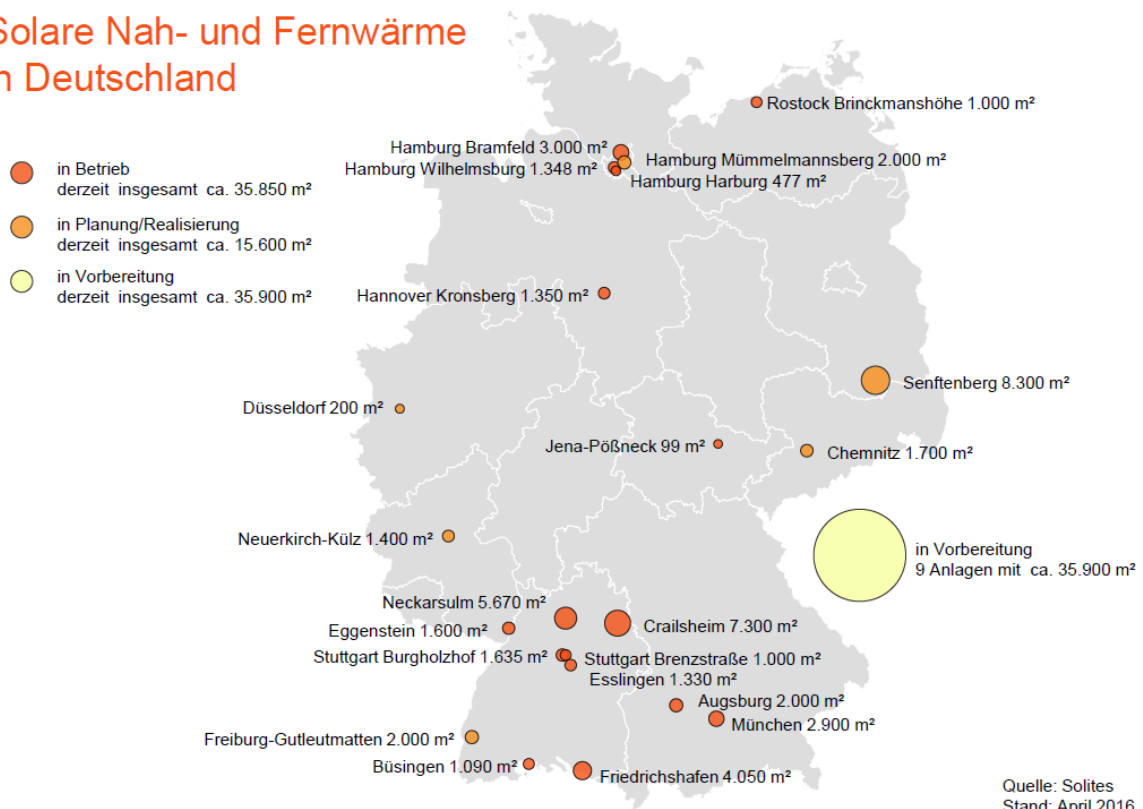 Solare Nah- und Fernwärme
n Deutschland
in Betrieb
derzeit insgesamt ca. 35.850 m²
in Planung/Realisierung
derzeit insgesamt ca. 15.600 m²
in Vorbereitung
derzeit insgesamt ca. 35.900 m²
Rostock Brinckmanshöhe 1.000 m²
Hamburg Bramfeld 3.000 m²
Hamburg Mümmelmannsberg 2.000 m²
Hamburg Wilhelmsburg 1.348 m²
Hamburg Harburg 477 m²
Hannover Kronsberg 1.350 m²
Senftenberg 8.300 m²
Düsseldorf 200 m²
Jena-Pößneck 99 m²
Chemnitz 1.700 m²
Neuerkirch-Külz 1.400 m²
in Vorbereitung
9 Anlagen mit ca. 35.900 m²
Neckarsulm 5.670 m²
Crailsheim 7.300 m²
Eggenstein 1.600 m²
Stuttgart Burgholzhof 1.635 m²
Stuttgart Brenzstraße 1.000 m²
Esslingen 1.330 m²
Augsburg 2.000 m²
München 2.900 m²
Freiburg-Gutleutmatten 2.000 m²
Büsingen 1.090 m²
Friedrichshafen 4.050 m²
Quelle: Solites
Stand: April 2016